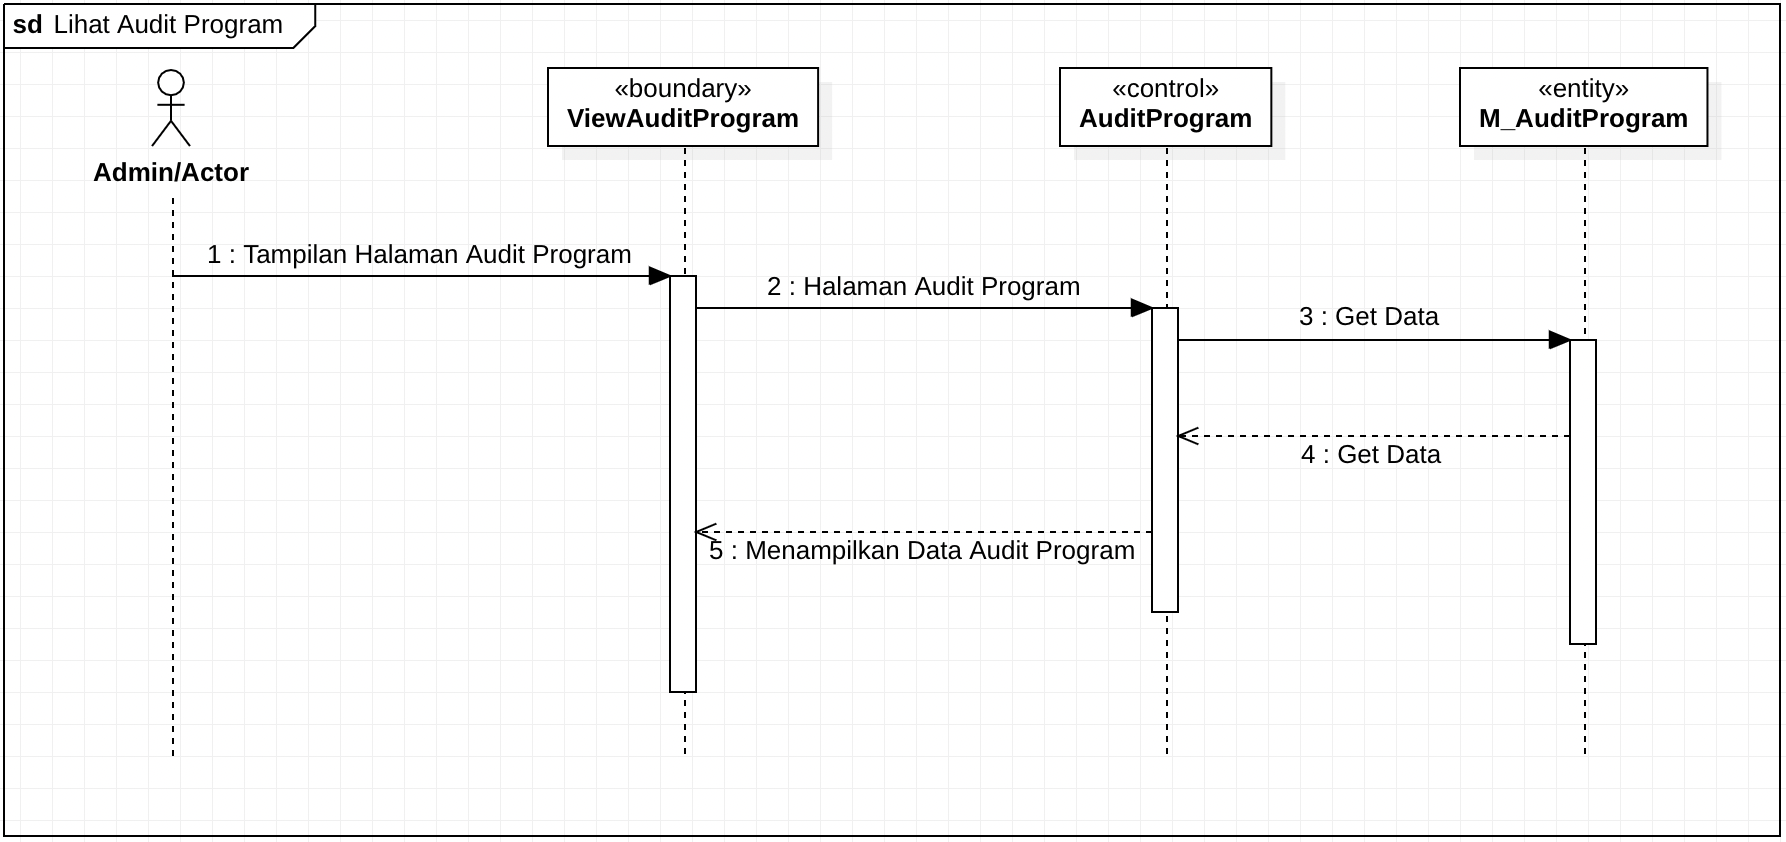 sd Lihat Audit Program
Admin/Actor
«boundary»
ViewAuditProgram
«control»
AuditProgram
«entity»
M_AuditProgram
1 : Tampilan Halaman Audit Program
2 : Halaman Audit Program
3 : Get Data
4 : Get Data
5 : Menampilkan Data Audit Program